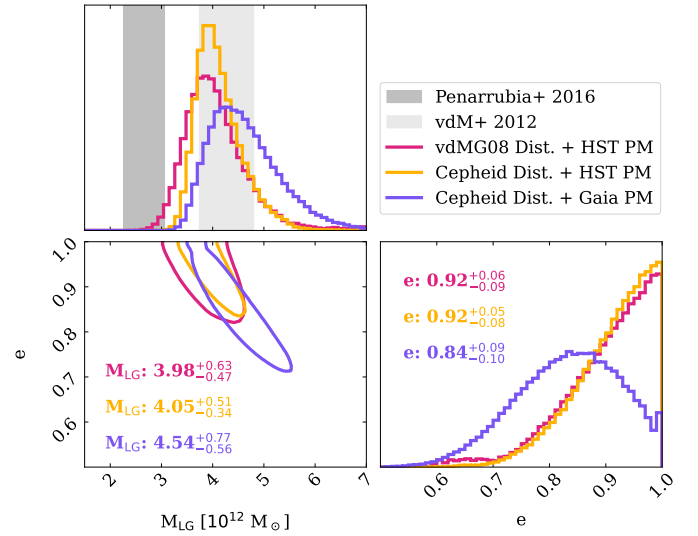 Penarrubia+ 2016
vdM+ 2012
vdMG08 Dist. + HST PM
Cepheid Dist. + HST PM
Cepheid Dist. + Gaia PM
1.0
0.9
0.8
0.7
0.6
e
M_LG: 3.98^{+0.63}_{-0.47}
M_LG: 4.05^{+0.51}_{-0.34}
M_LG: 4.54^{+0.77}_{-0.56}
2 3 4 5 6 7
M_LG [10^12 M_⊙]
e: 0.92^{+0.06}_{-0.09}
e: 0.92^{+0.05}_{-0.08}
e: 0.84^{+0.09}_{-0.10}
0.6 0.7 0.8 0.9 1.0
e